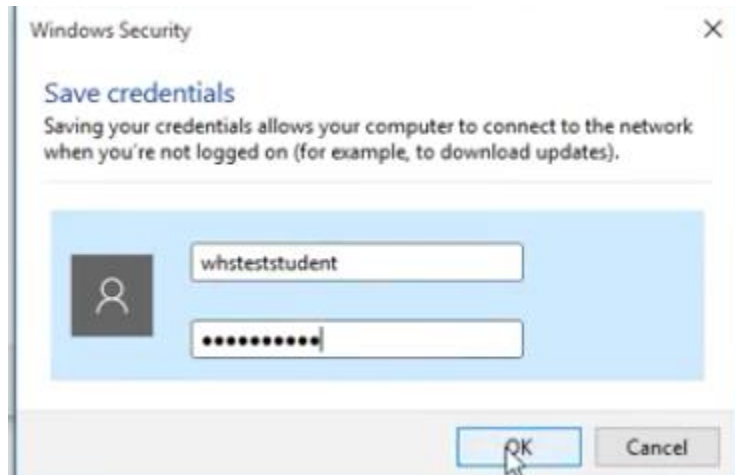 Windows Security
Save credentials
Saving your credentials allows your computer to connect to the network
when you're not logged on (for example, to download updates).
whsteststudent
••••••••••
OK
Cancel